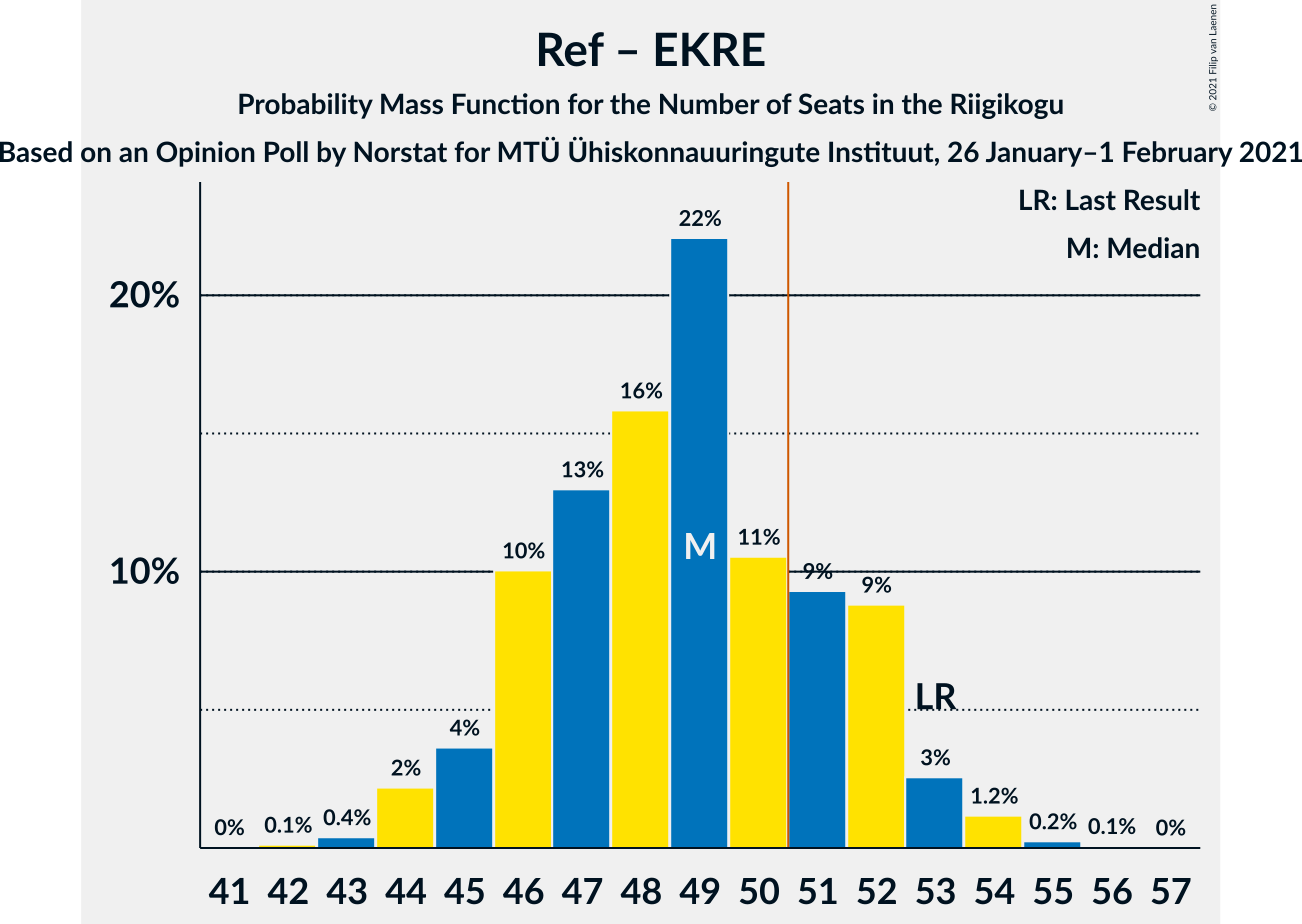 Ref – EKRE
Probability Mass Function for the Number of Seats in the Riigikogu
Based on an Opinion Poll by Norstat for MTÜ Ühiskonnauuringute Instituut, 26 January–1 February 2021
© 2021 Filip van Laenen
LR: Last Result
M: Median
20%
10%
0%
0.1%
0.4%
2%
4%
10%
13%
16%
22%
11%
9%
9%
3%
1.2%
0.2%
0.1%
0%
M
LR
41 42 43 44 45 46 47 48 49 50 51 52 53 54 55 56 57